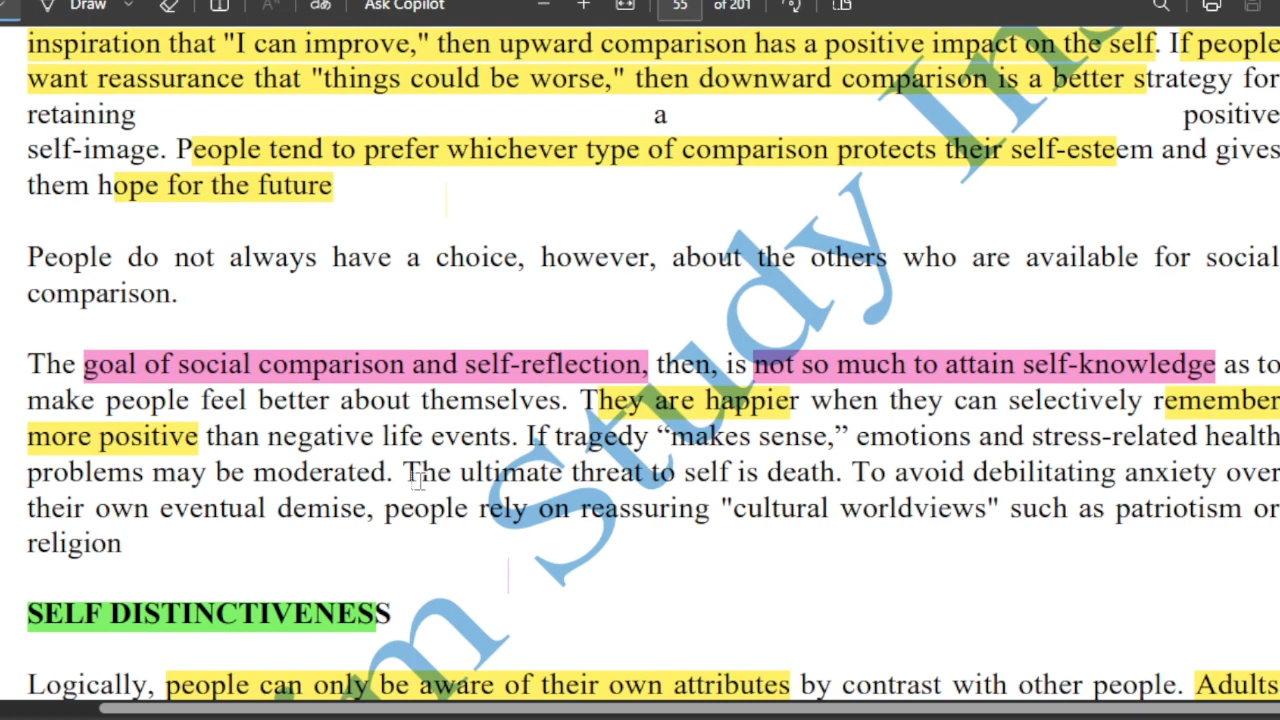 Draw
Ask Copilot
55 of 201
inspiration that "I can improve," then upward comparison has a positive impact on the self. If people
want reassurance that "things could be worse," then downward comparison is a better strategy for
retaining a positive
self-image. People tend to prefer whichever type of comparison protects their self-esteem and gives
them hope for the future
People do not always have a choice, however, about the others who are available for social
comparison.
The goal of social comparison and self-reflection, then, is not so much to attain self-knowledge as to
make people feel better about themselves. They are happier when they can selectively remember
more positive than negative life events. If tragedy “makes sense,” emotions and stress-related health
problems may be moderated. The ultimate threat to self is death. To avoid debilitating anxiety over
their own eventual demise, people rely on reassuring "cultural worldviews" such as patriotism or
religion
SELF DISTINCTIVENESS
Logically, people can only be aware of their own attributes by contrast with other people. Adults
Study